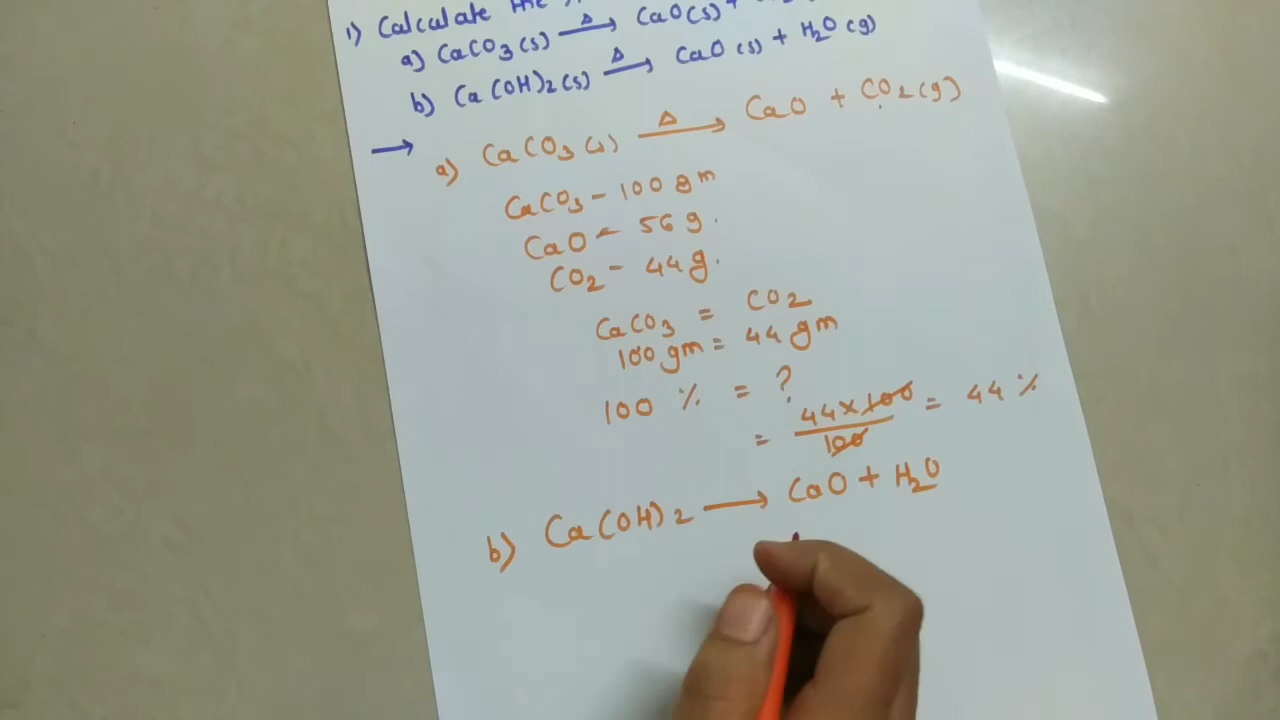 1) Calculate the
a) CaCO3(s) Δ⟶ CaO(s) +
b) Ca(OH)2(s) Δ⟶ CaO(s) + H2O(g)
→ a) CaCO3(s) Δ⟶ CaO + CO2(g)
CaCO3 - 100 gm
CaO - 56 g.
CO2 - 44 g.
CaCO3 = CO2
100 gm = 44 gm
100 % = ?
= 44×100/100 = 44 %
b) Ca(OH)2 ⟶ CaO + H2O